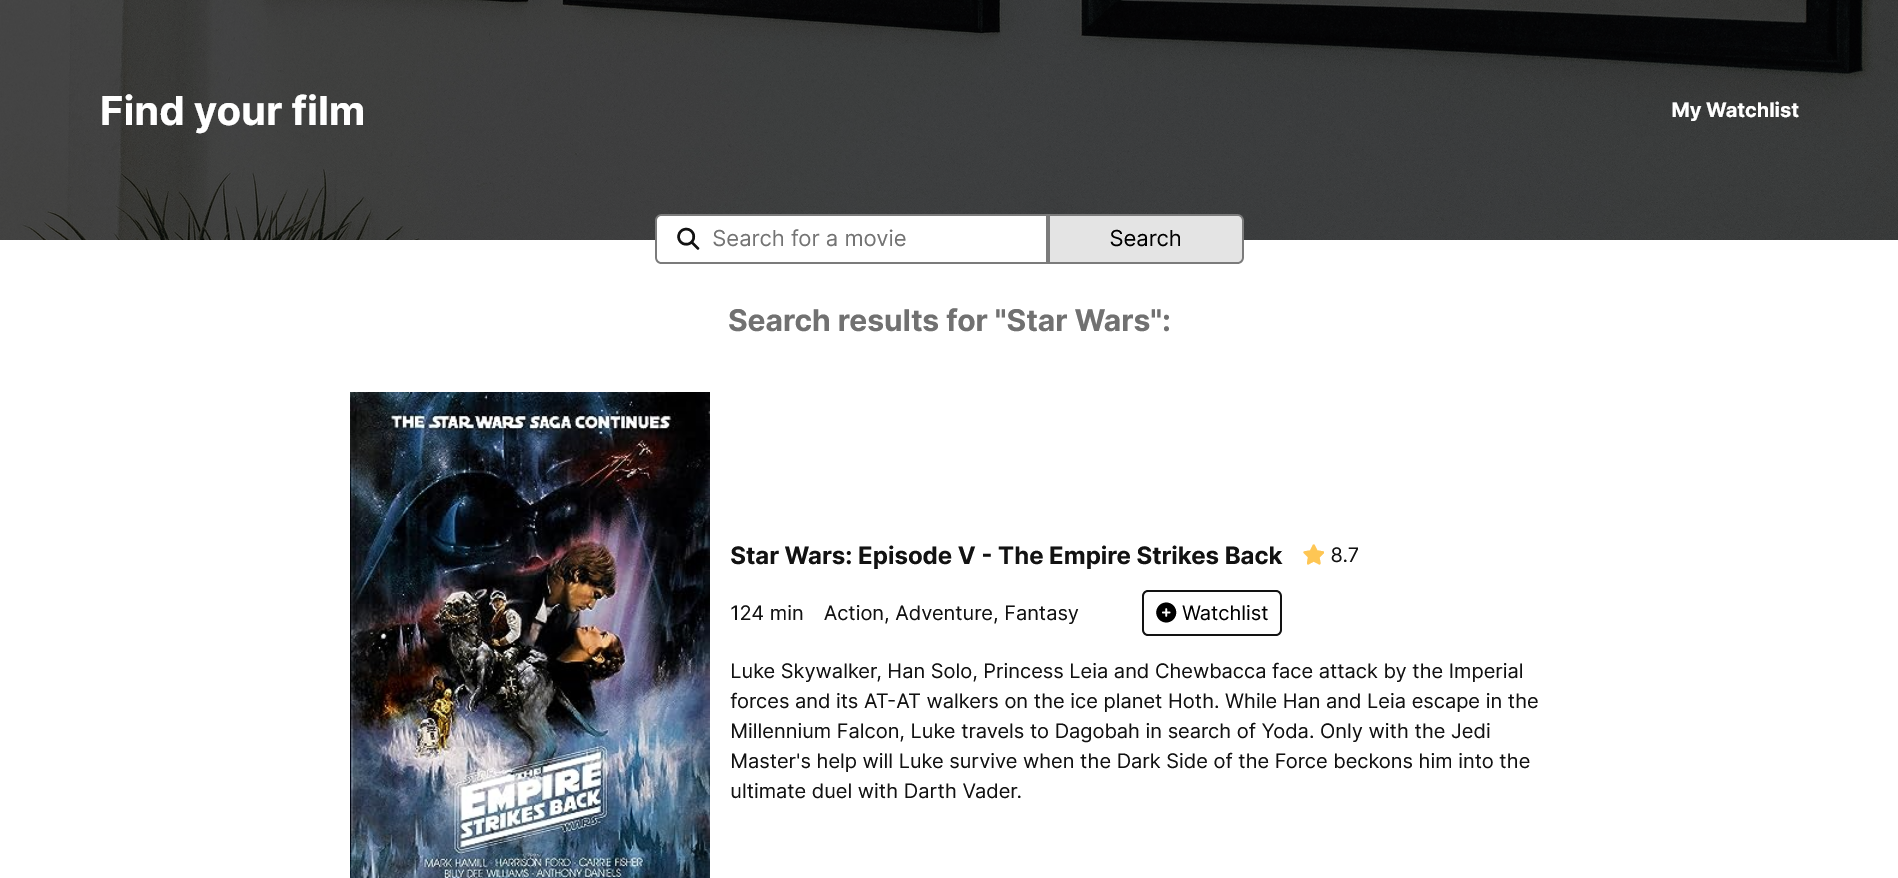 Find your film
My Watchlist
Search for a movie
Search
Search results for "Star Wars":
THE STAR WARS SAGA CONTINUES
Star Wars: Episode V - The Empire Strikes Back
8.7
124 min
Action, Adventure, Fantasy
Watchlist
Luke Skywalker, Han Solo, Princess Leia and Chewbacca face attack by the Imperial
forces and its AT-AT walkers on the ice planet Hoth. While Han and Leia escape in the
Millennium Falcon, Luke travels to Dagobah in search of Yoda. Only with the Jedi
Master's help will Luke survive when the Dark Side of the Force beckons him into the
ultimate duel with Darth Vader.
STAR
THE
EMPIRE
STRIKES BACK
WARS
MARK HAMILL · HARRISON FORD · CARRIE FISHER
BILLY DEE WILLIAMS · ANTHONY DANIELS